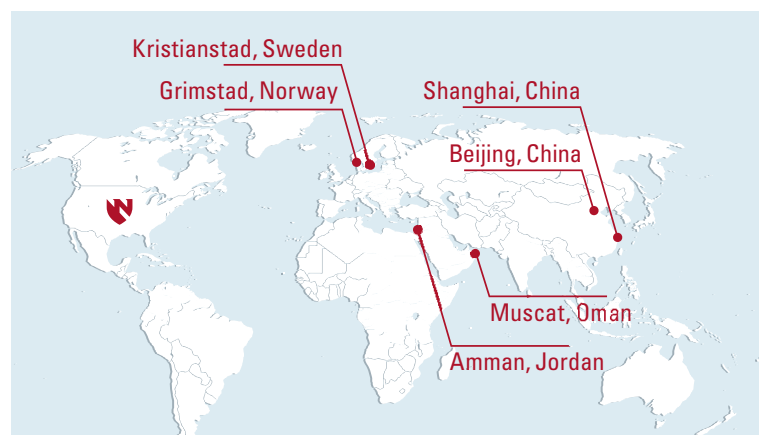 Kristianstad, Sweden
Grimstad, Norway
Shanghai, China
Beijing, China
Muscat, Oman
Amman, Jordan